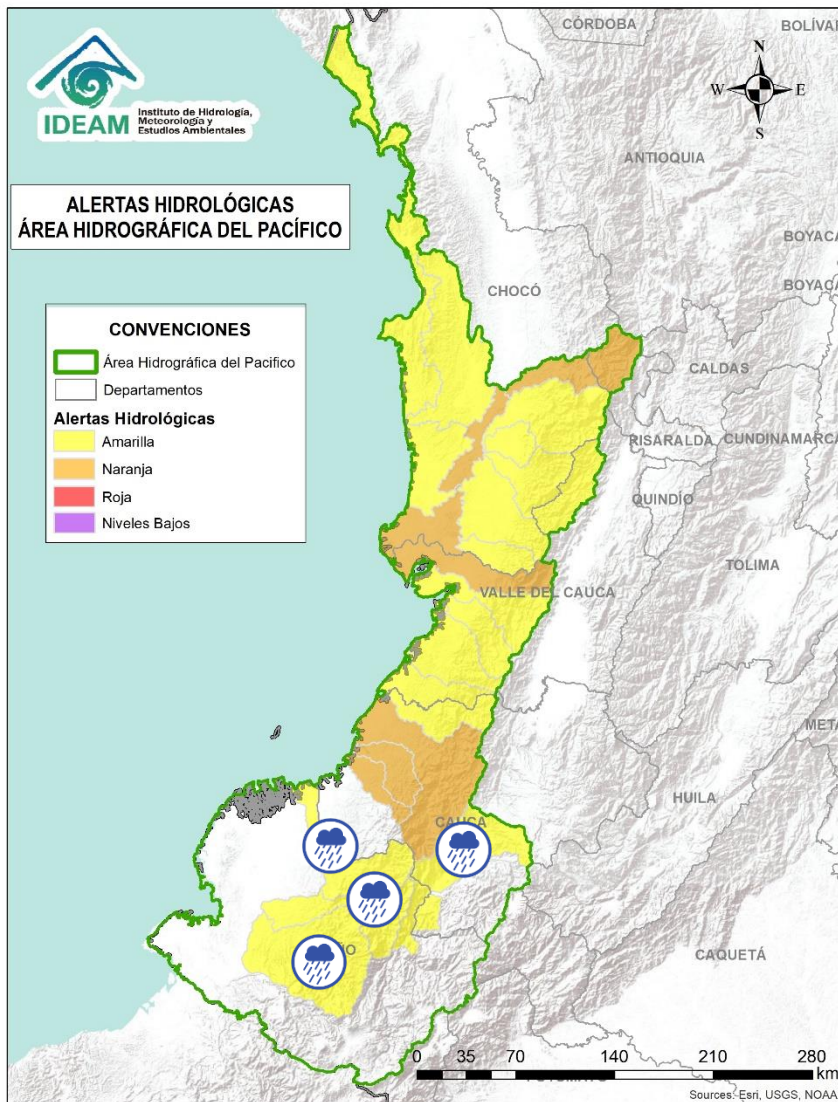 CÓRDOBA
BOLÍVAR
IDEAM
Instituto de Hidrología,
Meteorología y
Estudios Ambientales
N
W
E
S
ANTIOQUIA
ALERTAS HIDROLÓGICAS
ÁREA HIDROGRÁFICA DEL PACÍFICO
BOYACÁ
CHOCÓ
BOYACÁ
CONVENCIONES
Área Hidrográfica del Pacifico
Departamentos
Alertas Hidrológicas
Amarilla
Naranja
Roja
Niveles Bajos
CALDAS
RISARALDA
CUNDINAMARCA
QUINDÍO
TOLIMA
VALLE DEL CAUCA
META
HUILA
CAUCA
CAQUETÁ
0 35 70 140 210 280
km
Sources: Esri, USGS, NOAA